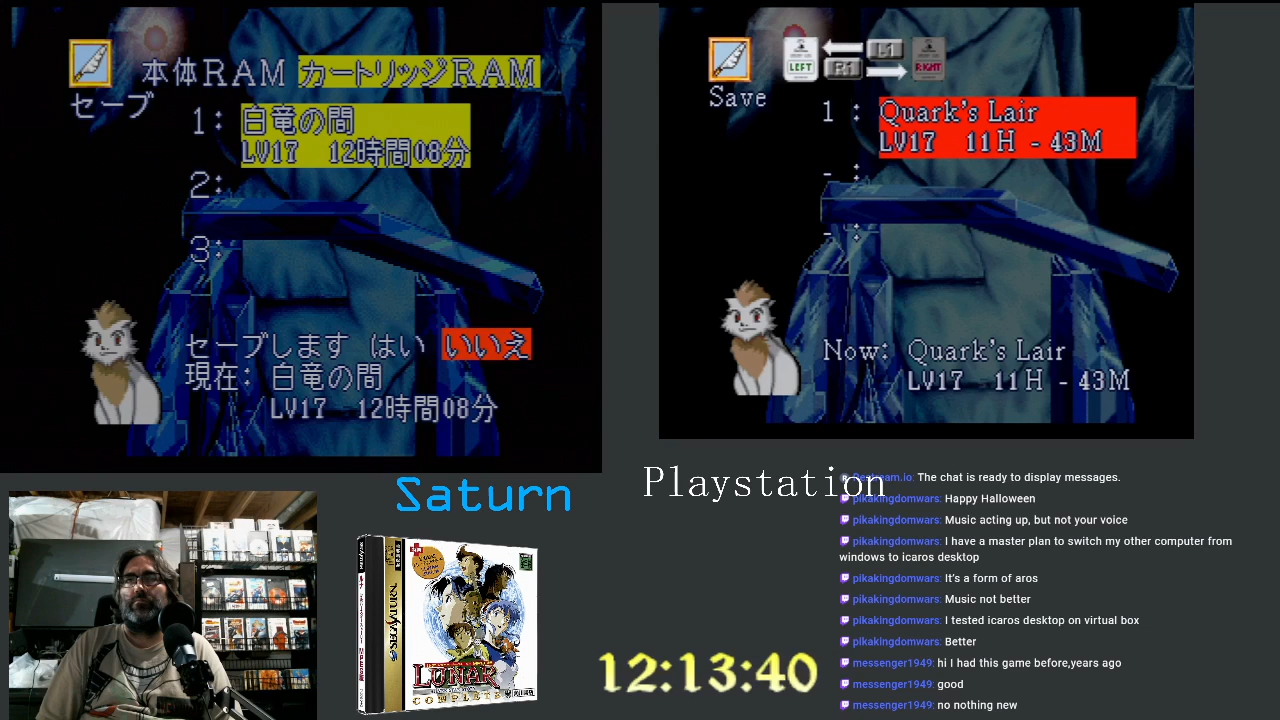 本体RAM カートリッジRAM
セーブ
1: 白竜の間
LV17 12時間08分
2:
3:
セーブします はい いいえ
現在: 白竜の間
LV17 12時間08分
L1
LEFT R1 RIGHT
Save
1 : Quark's Lair
LV17 11H - 43M
- :
- :
Now: Quark's Lair
LV17 11H - 43M
Saturn
Playstation
SEGA SATURN
LUNAR
COMPLETE
12:13:40
Restream.io: The chat is ready to display messages.
pikakingdomwars: Happy Halloween
pikakingdomwars: Music acting up, but not your voice
pikakingdomwars: I have a master plan to switch my other computer from
windows to icaros desktop
pikakingdomwars: It's a form of aros
pikakingdomwars: Music not better
pikakingdomwars: I tested icaros desktop on virtual box
pikakingdomwars: Better
messenger1949: hi I had this game before,years ago
messenger1949: good
messenger1949: no nothing new